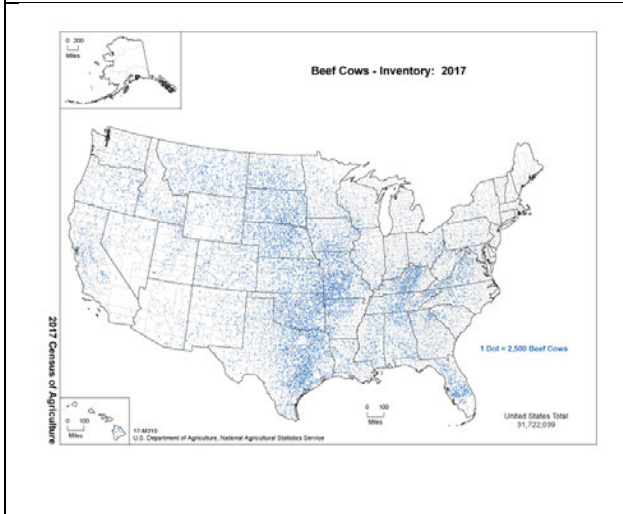 0 200
Miles
Beef Cows - Inventory: 2017
1 Dot = 2,500 Beef Cows
2017 Census of Agriculture
0 100
Miles
0 100
Miles
United States Total
31,722,039
17-M210
U.S. Department of Agriculture, National Agricultural Statistics Service